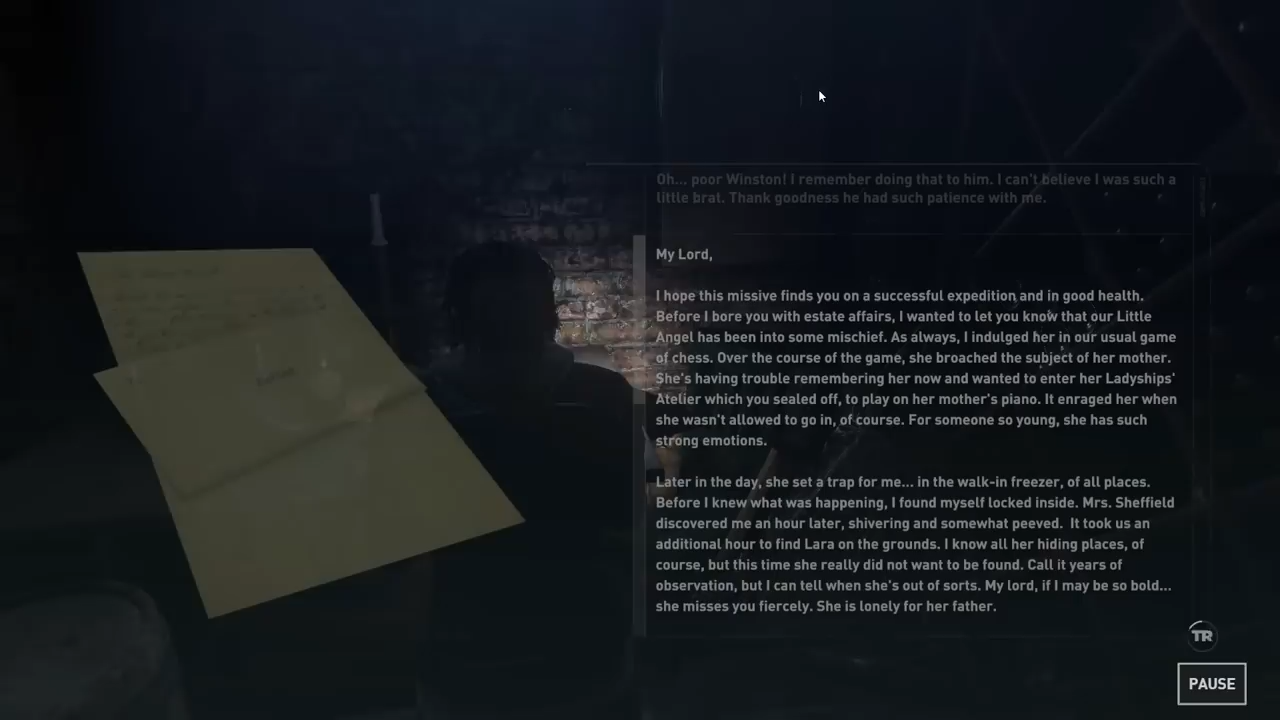 Oh... poor Winston! I remember doing that to him. I can't believe I was such a
little brat. Thank goodness he had such patience with me.
My Lord,
I hope this missive finds you on a successful expedition and in good health.
Before I bore you with estate affairs, I wanted to let you know that our Little
Angel has been into some mischief. As always, I indulged her in our usual game
of chess. Over the course of the game, she broached the subject of her mother.
She's having trouble remembering her now and wanted to enter her Ladyships'
Atelier which you sealed off, to play on her mother's piano. It enraged her when
she wasn't allowed to go in, of course. For someone so young, she has such
strong emotions.
Later in the day, she set a trap for me... in the walk-in freezer, of all places.
Before I knew what was happening, I found myself locked inside. Mrs. Sheffield
discovered me an hour later, shivering and somewhat peeved. It took us an
additional hour to find Lara on the grounds. I know all her hiding places, of
course, but this time she really did not want to be found. Call it years of
observation, but I can tell when she's out of sorts. My lord, if I may be so bold...
she misses you fiercely. She is lonely for her father.
TR
PAUSE